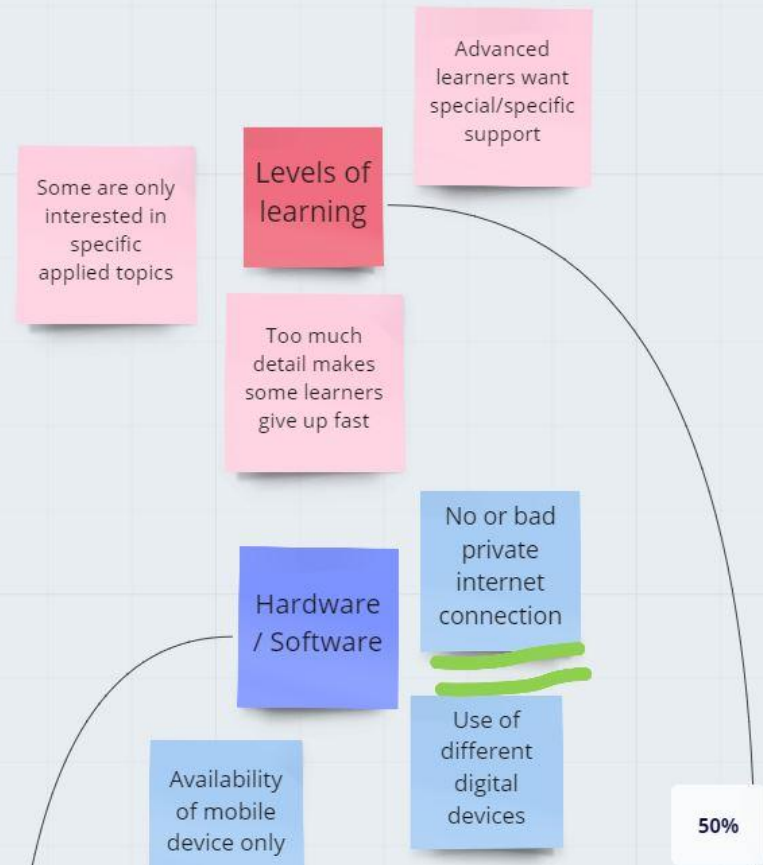 Advanced
learners want
special/specific
support
Levels of
learning
Some are only
interested in
specific
applied topics
Too much
detail makes
some learners
give up fast
No or bad
private
internet
connection
Hardware
/ Software
Use of
different
digital
devices
Availability
of mobile
device only
50%